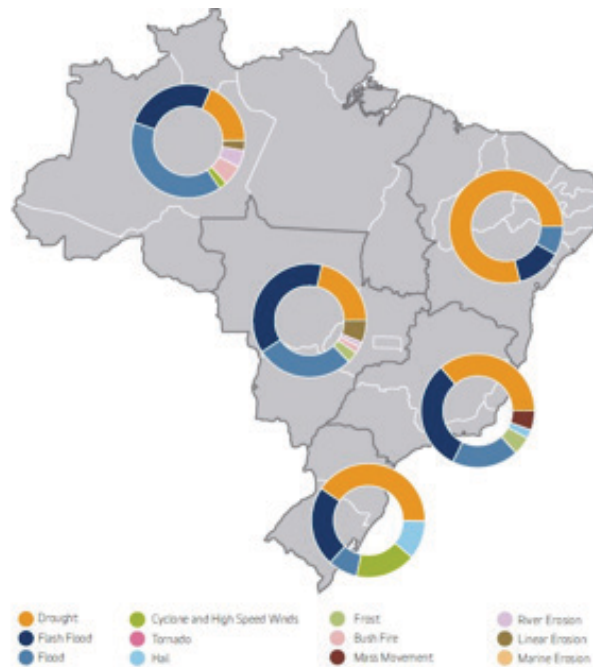 Drought
Flash Flood
Flood
Cyclone and High Speed Winds
Tornado
Hail
Frost
Bush Fire
Mass Movement
River Erosion
Linear Erosion
Marine Erosion